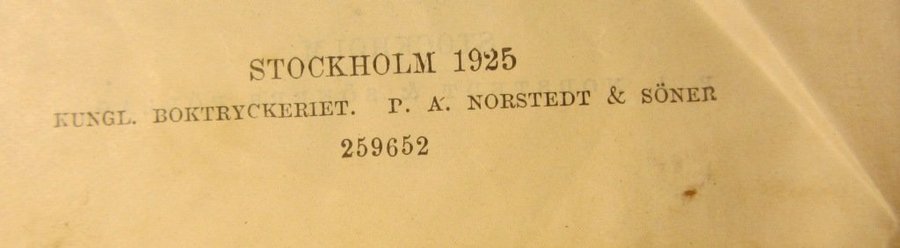 STOCKHOLM 1925
KUNGL. BOKTRYCKERIET. P. A. NORSTEDT & SÖNER
259652